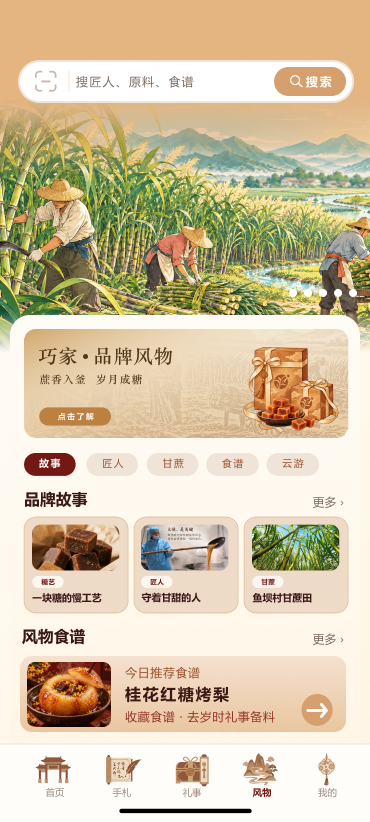 搜匠人、原料、食谱
搜索
巧家•品牌风物
蔗香入釜 岁月成糖
点击了解
故事
匠人
甘蔗
食谱
云游
品牌故事
更多 ›
糖艺
一块糖的慢工艺
匠人
守着甘甜的人
甘蔗
鱼坝村甘蔗田
风物食谱
更多 ›
今日推荐食谱
桂花红糖烤梨
收藏食谱 · 去岁时礼事备料
首页
手札
礼事
风物
我的